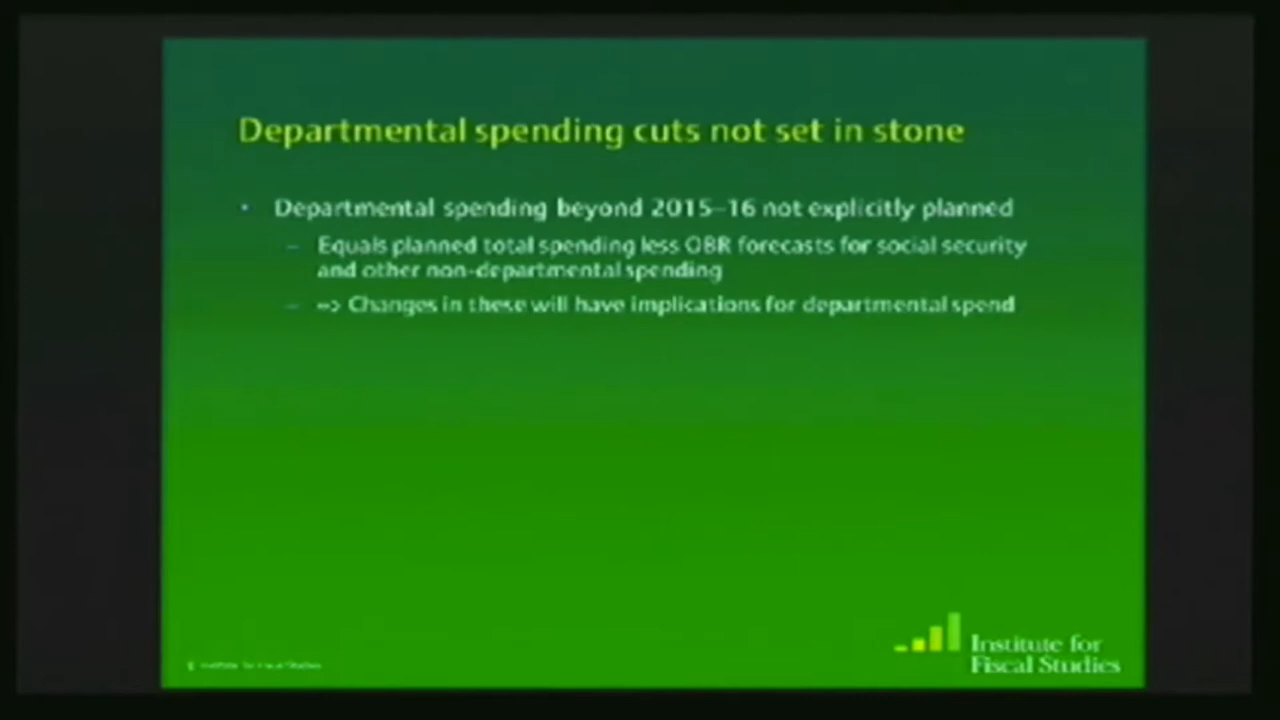 Departmental spending cuts not set in stone
• Departmental spending beyond 2015–16 not explicitly planned
– Equals planned total spending less OBR forecasts for social security
and other non-departmental spending
– => Changes in these will have implications for departmental spend
Institute for
Fiscal Studies